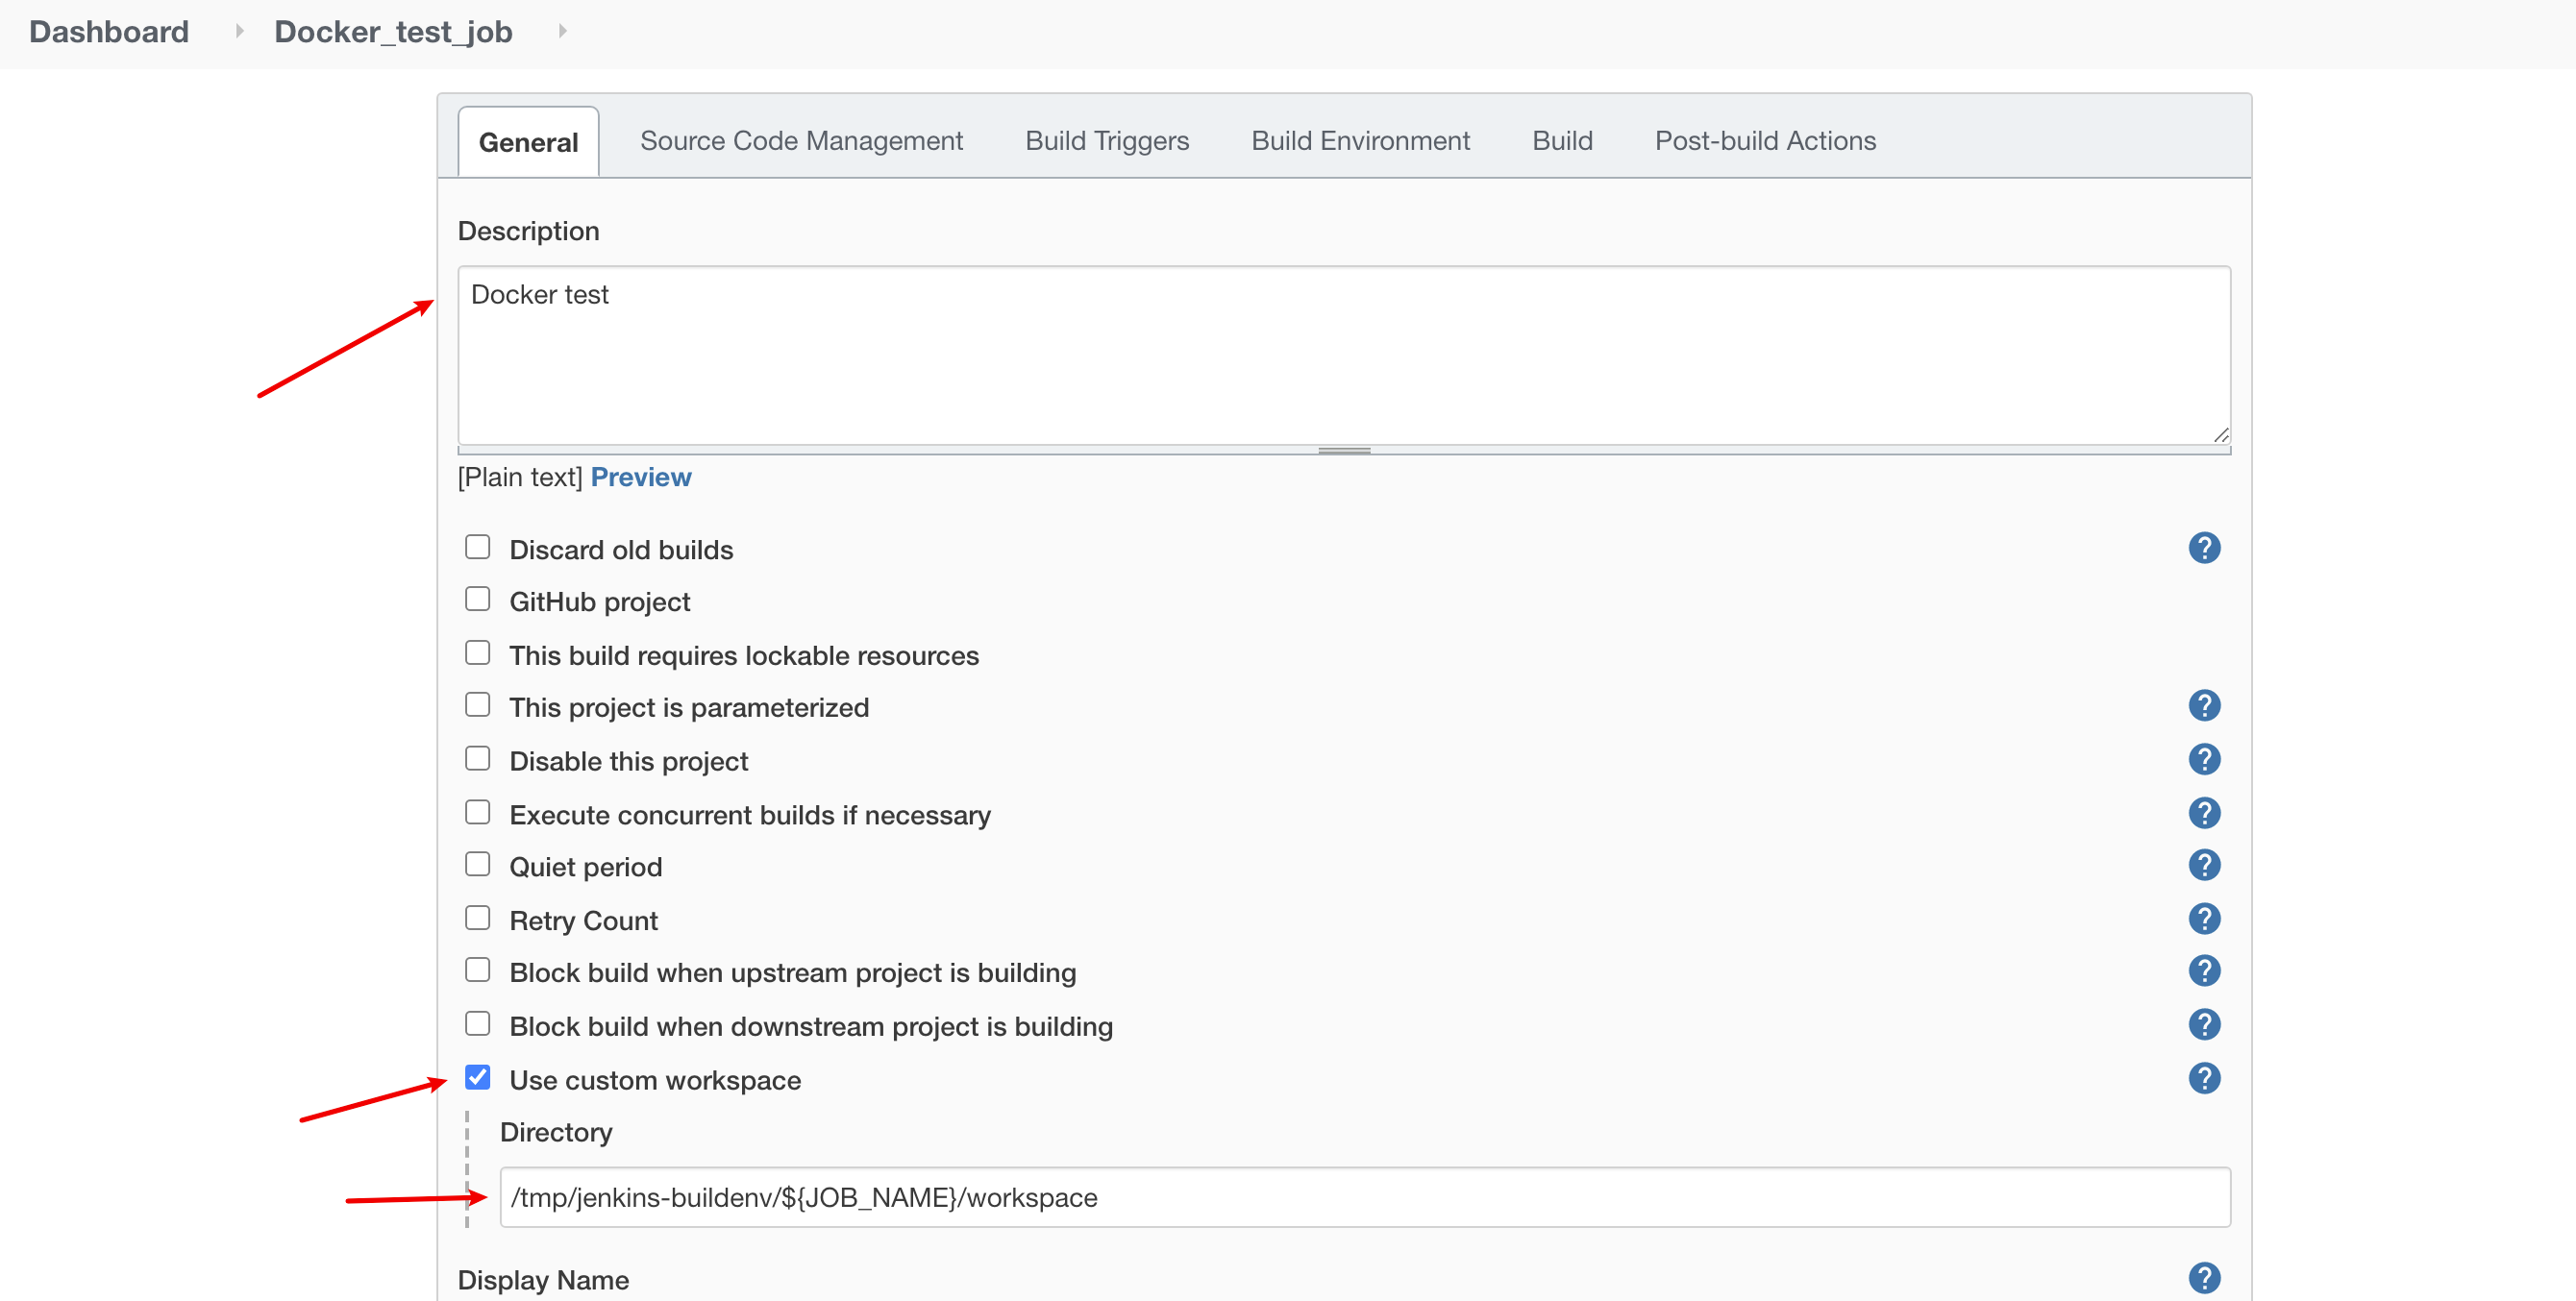 Dashboard Docker_test_job
General Source Code Management Build Triggers Build Environment Build Post-build Actions
Description
Docker test
[Plain text] Preview
Discard old builds ?
GitHub project
This build requires lockable resources
This project is parameterized ?
Disable this project ?
Execute concurrent builds if necessary ?
Quiet period ?
Retry Count ?
Block build when upstream project is building ?
Block build when downstream project is building ?
Use custom workspace ?
Directory
/tmp/jenkins-buildenv/${JOB_NAME}/workspace
Display Name ?